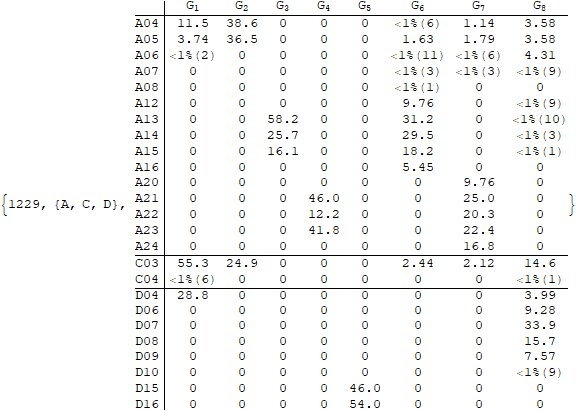 G1 G2 G3 G4 G5 G6 G7 G8
A04 11.5 38.6 0 0 0 <1%(6) 1.14 3.58
A05 3.74 36.5 0 0 0 1.63 1.79 3.58
A06 <1%(2) 0 0 0 0 <1%(11) <1%(6) 4.31
A07 0 0 0 0 0 <1%(3) <1%(3) <1%(9)
A08 0 0 0 0 0 <1%(1) 0 0
A12 0 0 0 0 0 9.76 0 <1%(9)
A13 0 0 58.2 0 0 31.2 0 <1%(10)
A14 0 0 25.7 0 0 29.5 0 <1%(3)
A15 0 0 16.1 0 0 18.2 0 <1%(1)
A16 0 0 0 0 0 5.45 0 0
A20 0 0 0 0 0 0 9.76 0
{1229, {A, C, D}, A21 0 0 0 46.0 0 0 25.0 0 }
A22 0 0 0 12.2 0 0 20.3 0
A23 0 0 0 41.8 0 0 22.4 0
A24 0 0 0 0 0 0 16.8 0
C03 55.3 24.9 0 0 0 2.44 2.12 14.6
C04 <1%(6) 0 0 0 0 0 0 <1%(1)
D04 28.8 0 0 0 0 0 0 3.99
D06 0 0 0 0 0 0 0 9.28
D07 0 0 0 0 0 0 0 33.9
D08 0 0 0 0 0 0 0 15.7
D09 0 0 0 0 0 0 0 7.57
D10 0 0 0 0 0 0 0 <1%(9)
D15 0 0 0 0 46.0 0 0 0
D16 0 0 0 0 54.0 0 0 0